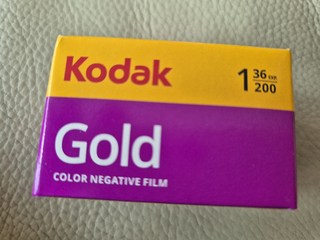 Kodak
1 36 EXP. 200
Gold
COLOR NEGATIVE FILM